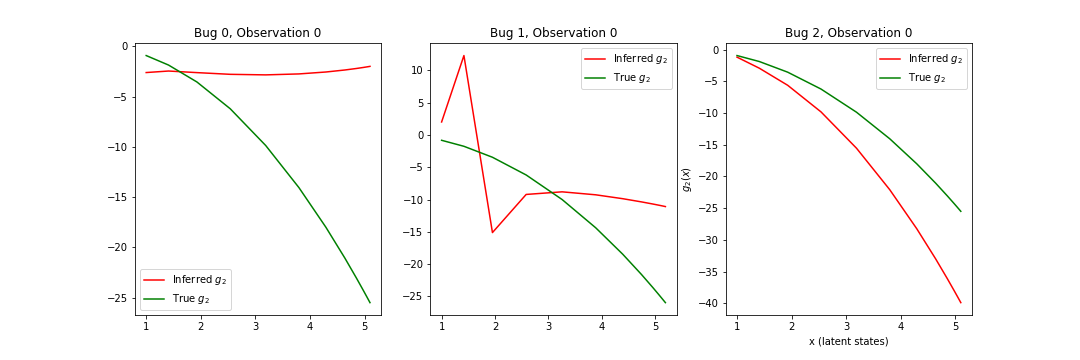 Bug 0, Observation 0
0
−5
−10
−15
−20
−25
1 2 3 4 5
Inferred g₂
True g₂
Bug 1, Observation 0
10
5
0
−5
−10
−15
−20
−25
1 2 3 4 5
Inferred g₂
True g₂
Bug 2, Observation 0
g₂(x)
0
−5
−10
−15
−20
−25
−30
−35
−40
1 2 3 4 5
x (latent states)
Inferred g₂
True g₂